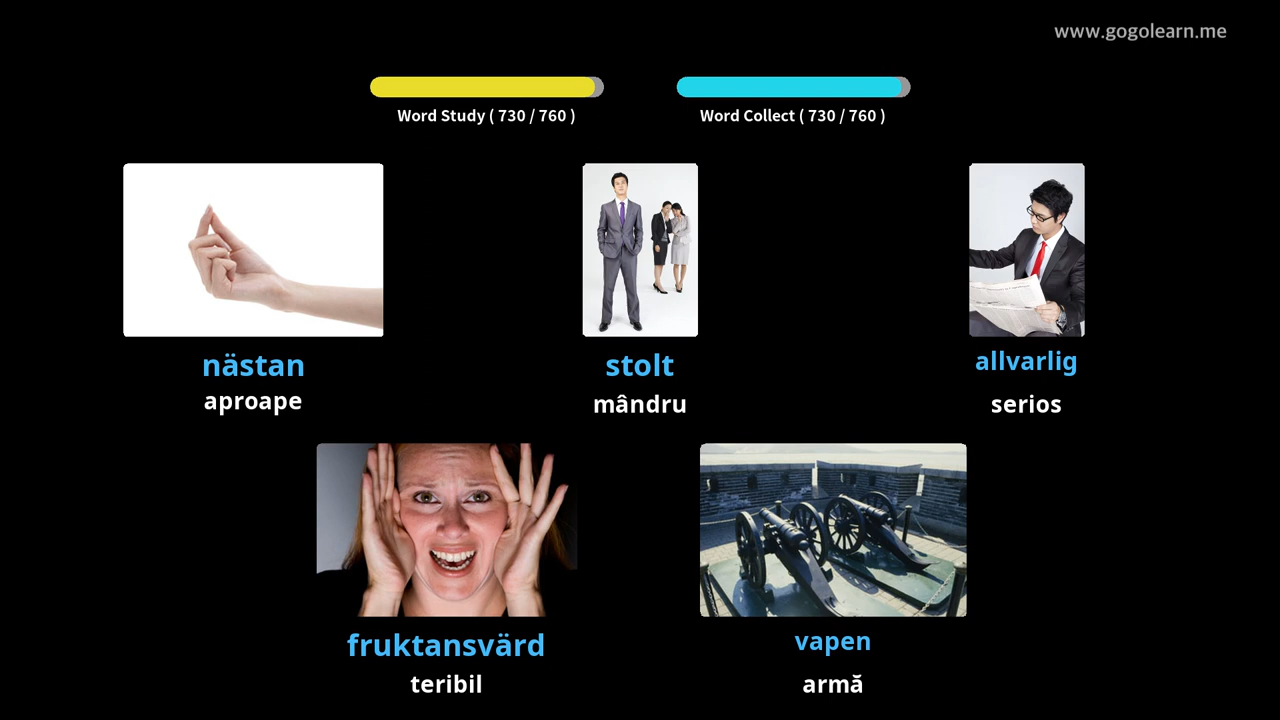 www.gogolearn.me
Word Study ( 730 / 760 )
Word Collect ( 730 / 760 )
nästan
aproape
stolt
mândru
allvarlig
serios
fruktansvärd
teribil
vapen
armă